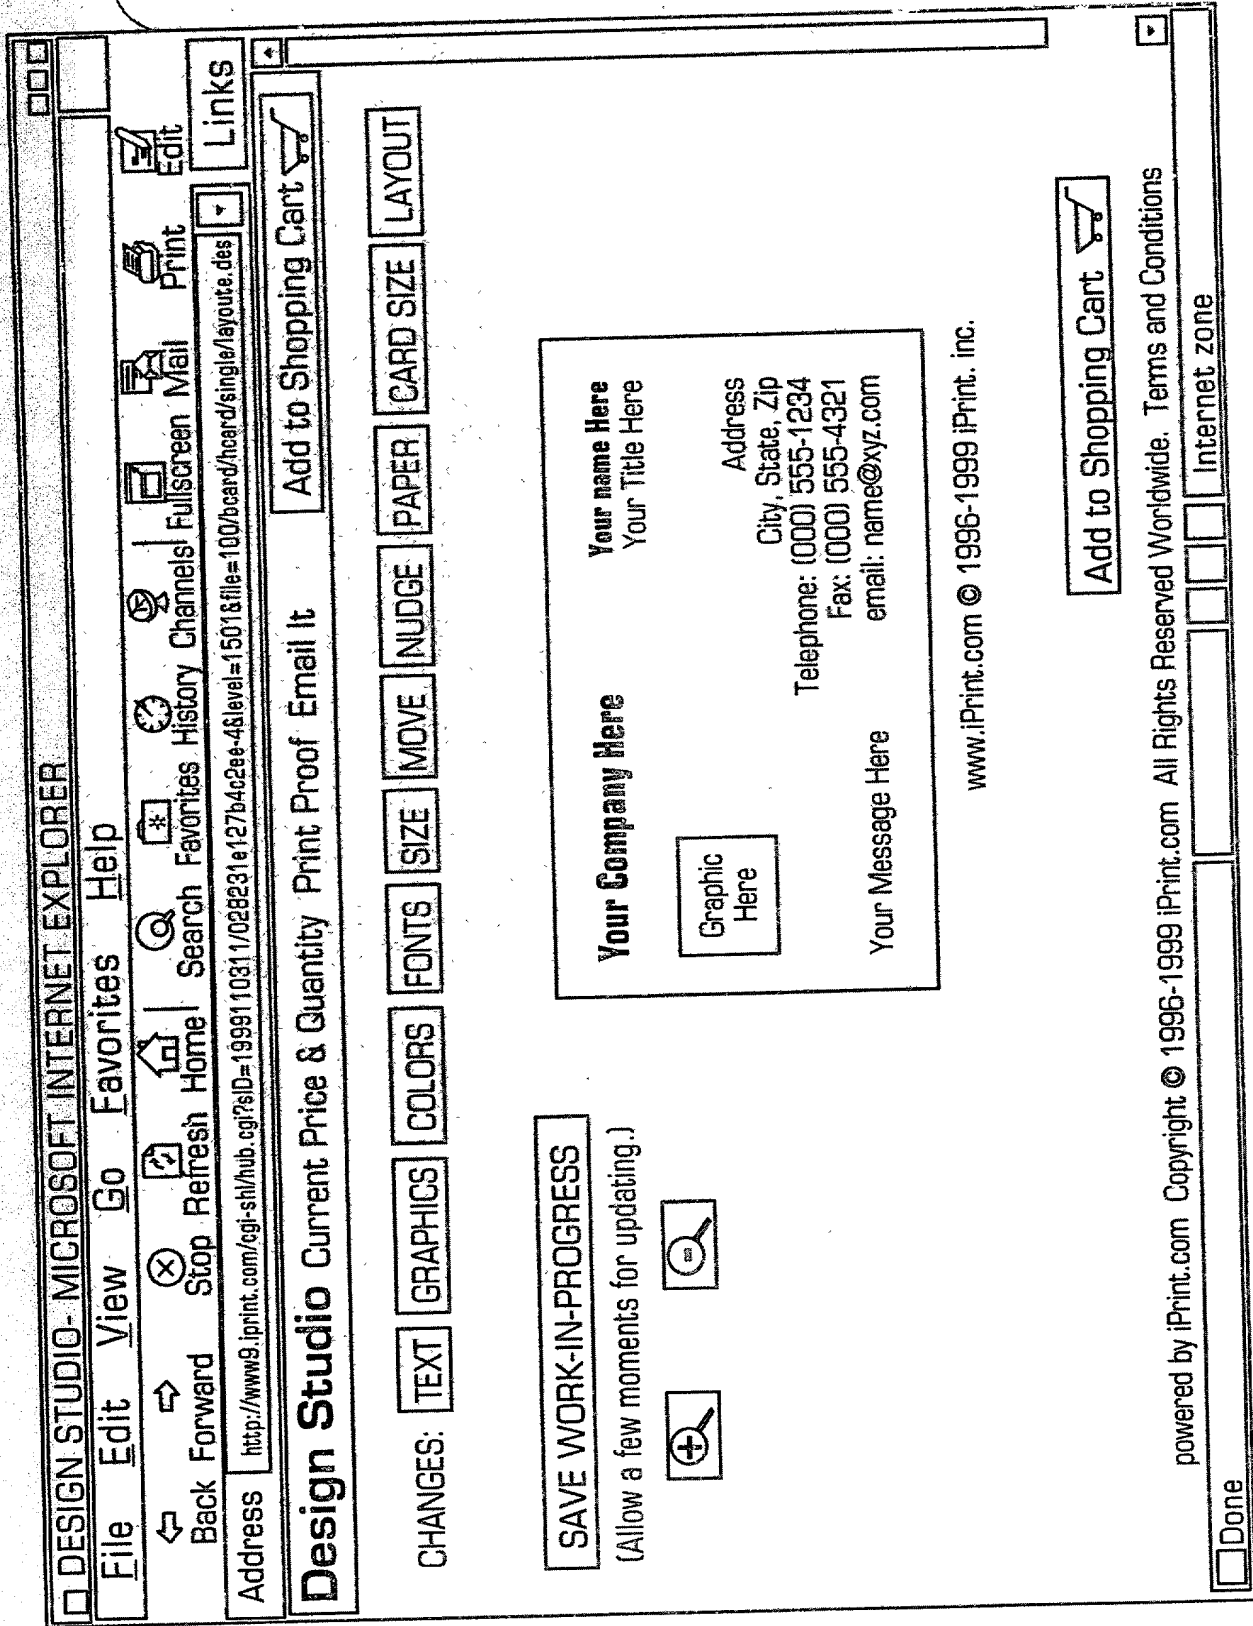 DESIGN STUDIO- MICROSOFT INTERNET EXPLORER
File Edit View Go Favorites Help
Back Forward Stop Refresh Home Search Favorites History Channels Fullscreen Mail Print Edit
Address http://www9.iprint.com/cgi-shl/hub.cgi?sID=1999110311/028231e127b4c2ee-4&level=1501&file=100/bcard/hcard/single/layoute.des Links
Design Studio Current Price & Quantity Print Proof Email It Add to Shopping Cart
CHANGES: TEXT GRAPHICS COLORS FONTS SIZE MOVE NUDGE PAPER CARD SIZE LAYOUT
SAVE WORK-IN-PROGRESS
(Allow a few moments for updating.)
Your Company Here Your name Here
Your Title Here
Graphic
Here
Address
City, State, Zip
Telephone: (000) 555-1234
Fax: (000) 555-4321
Your Message Here email: name@xyz.com
www.iPrint.com © 1996-1999 iPrint. inc.
Add to Shopping Cart
powered by iPrint.com Copyright © 1996-1999 iPrint.com All Rights Reserved Worldwide. Terms and Conditions
Done Internet zone